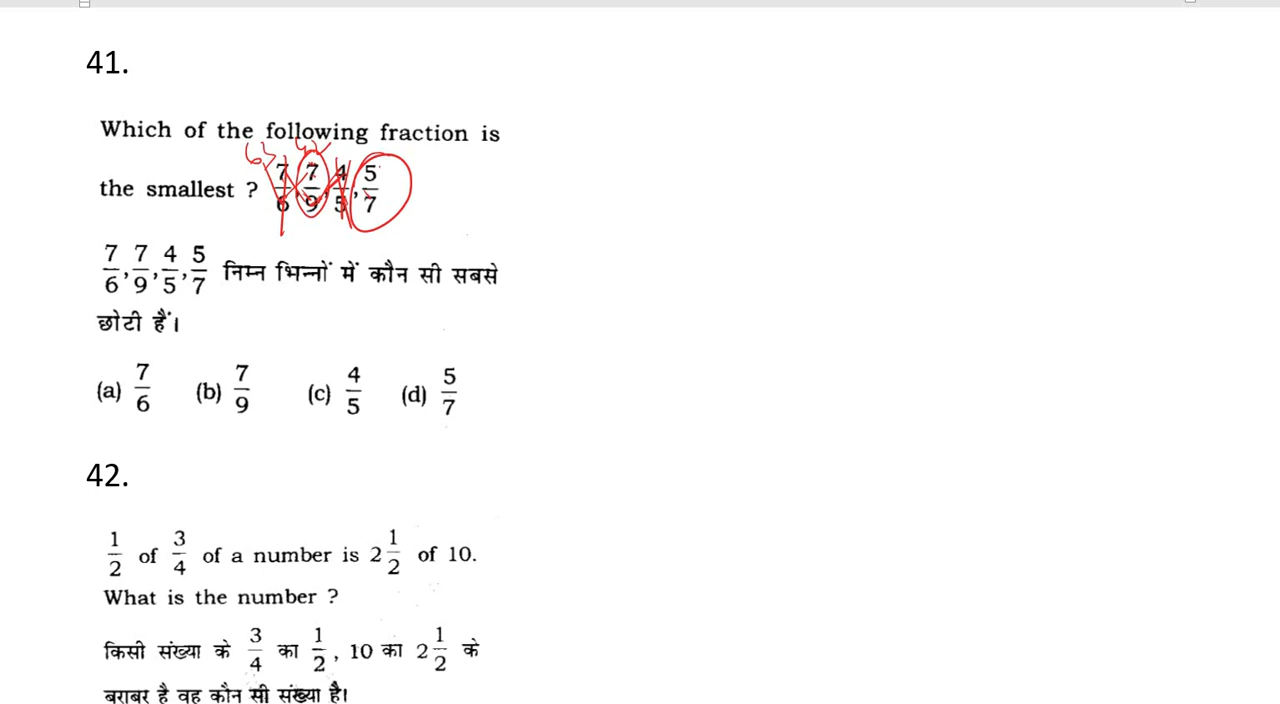 41.
Which of the following fraction is
the smallest ? 7/6, 7/9, 4/5, 5/7
7/6, 7/9, 4/5, 5/7 निम्न भिन्नों में कौन सी सबसे
छोटी हैं।
(a) 7/6 (b) 7/9 (c) 4/5 (d) 5/7
42.
1/2 of 3/4 of a number is 2 1/2 of 10.
What is the number ?
किसी संख्या के 3/4 का 1/2, 10 का 2 1/2 के
बराबर है वह कौन सी संख्या है।